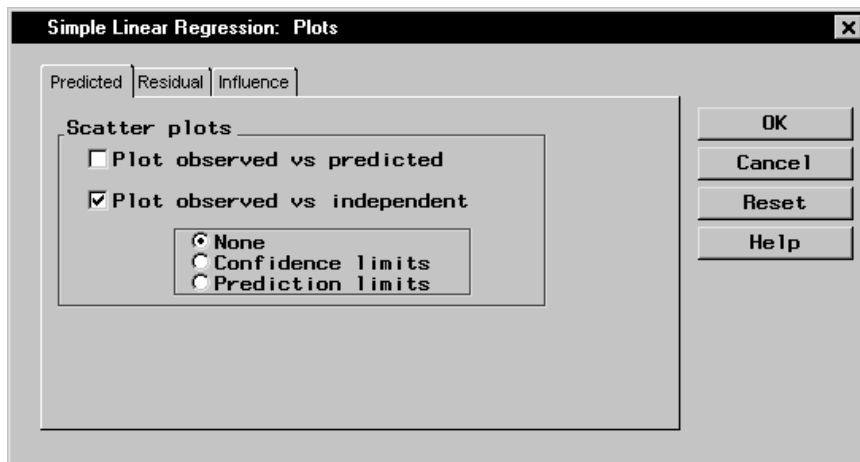 Simple Linear Regression: Plots
Predicted Residual Influence
Scatter plots
Plot observed vs predicted
Plot observed vs independent
None
Confidence limits
Prediction limits
OK
Cancel
Reset
Help